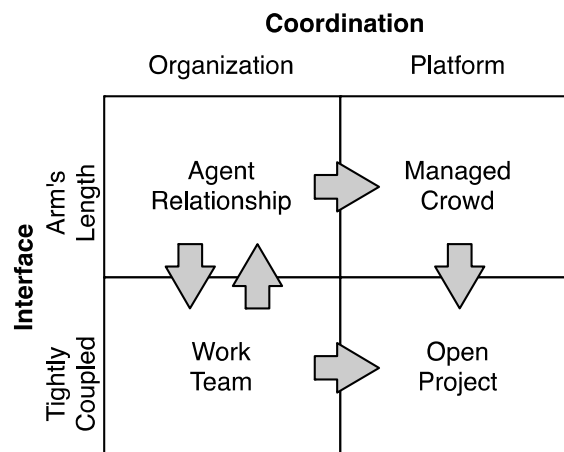 Coordination
Organization Platform
Interface
Arm's
Length
Agent
Relationship
Managed
Crowd
Tightly
Coupled
Work
Team
Open
Project